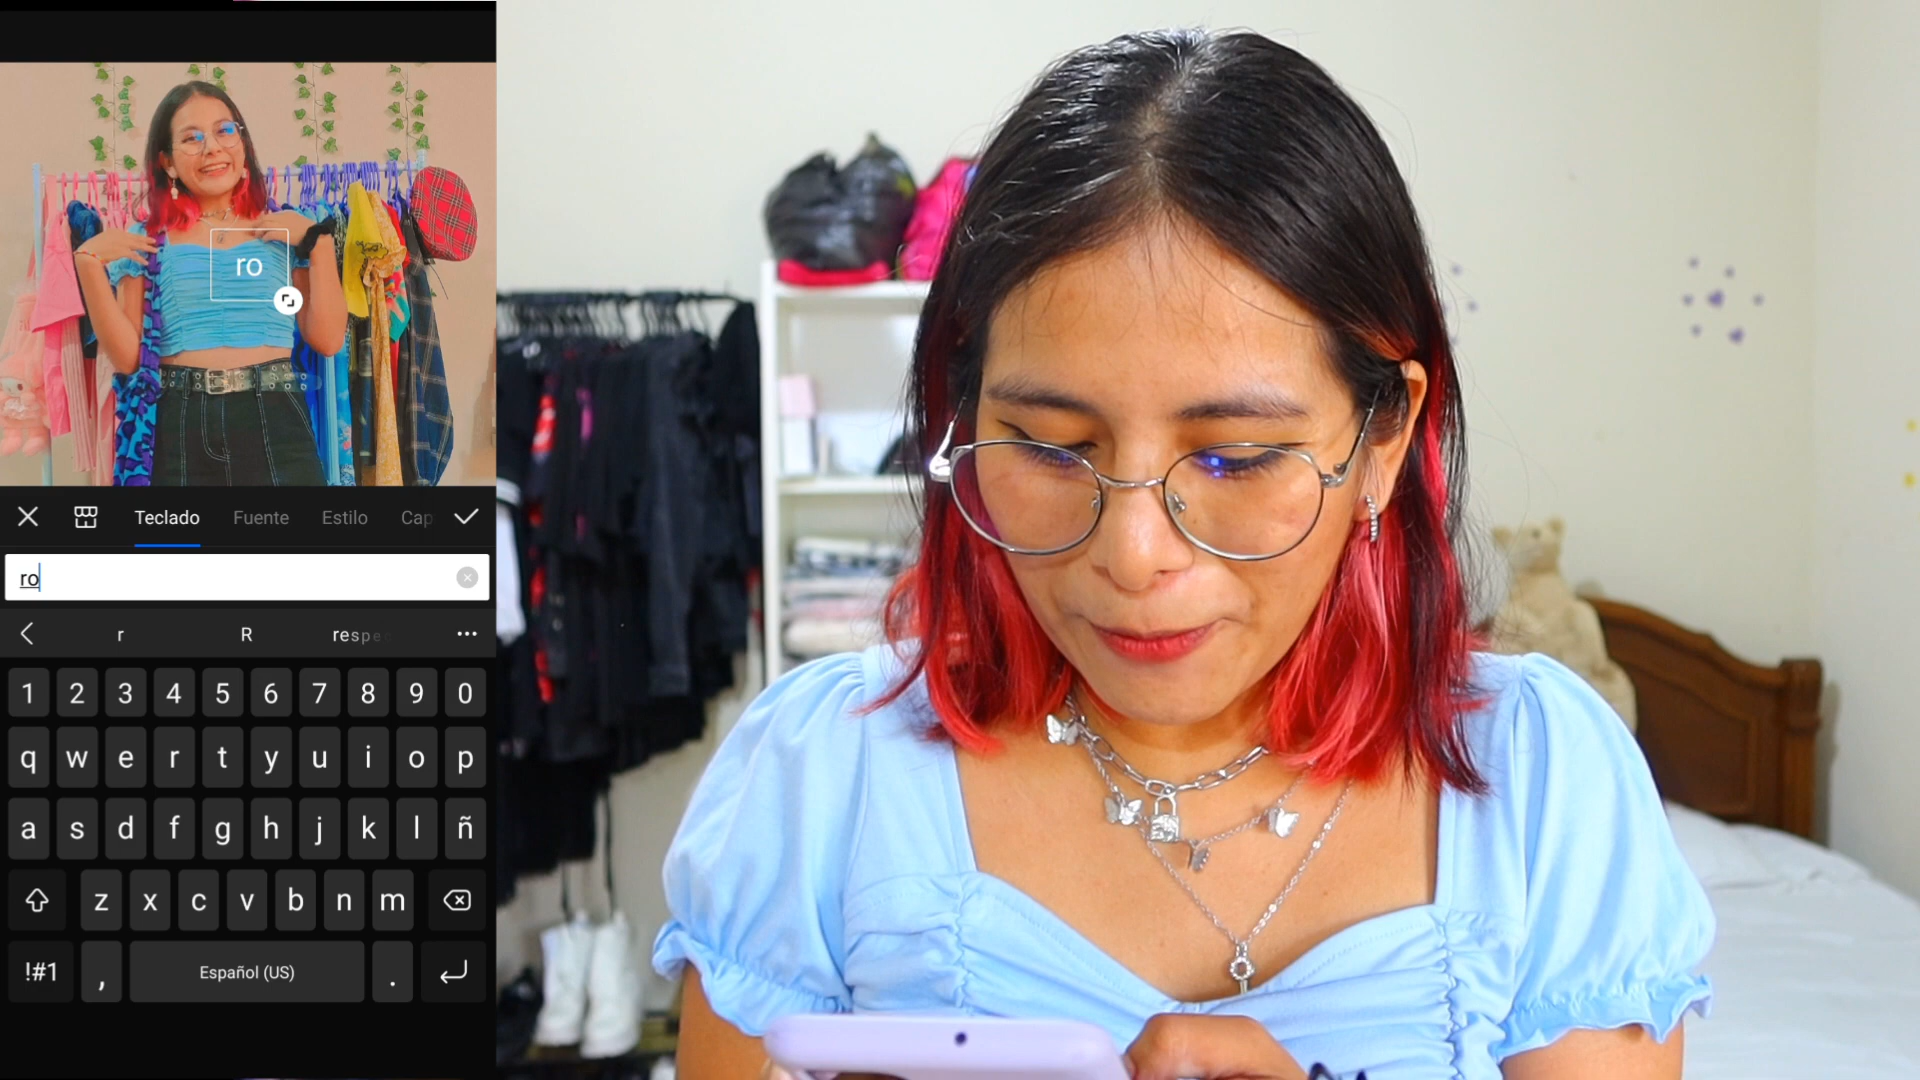 ro
Teclado Fuente Estilo Cap
ro
r R respe
1 2 3 4 5 6 7 8 9 0
q w e r t y u i o p
a s d f g h j k l ñ
z x c v b n m
!#1 , Español (US) .